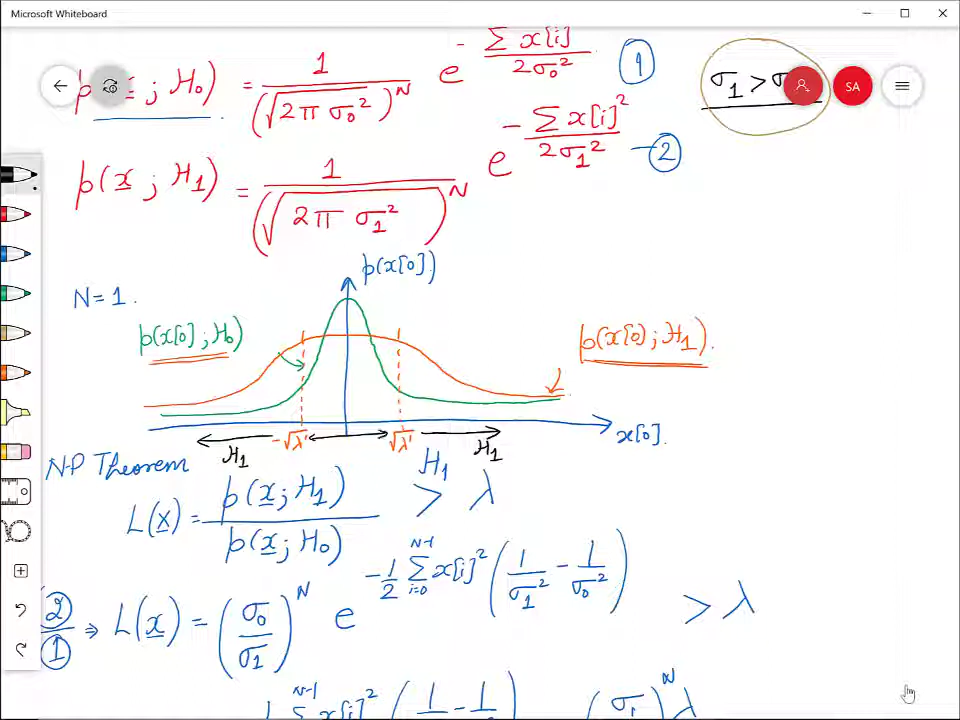 Microsoft Whiteboard
p(x ; H₀) = 1 / (√(2π σ₀²))^N e^(-Σ x[i] / 2σ₀²) ①
σ₁ > σ
SA
p(x ; H₁) = 1 / (√(2π σ₁²))^N e^(-Σ x[i]² / 2σ₁²) - ②
p(x[0])
N = 1.
p(x[0] ; H₀)
p(x[0) ; H₁).
-√λ' √λ' x[0].
H₁ H₁
N-P Theorem
L(x) = p(x ; H₁) / p(x ; H₀) > λ
H₁
②/① ⇒ L(x) = (σ₀/σ₁)^N e^(-1/2 Σ_{i=0}^{N-1} x[i]² (1/σ₁² - 1/σ₀²)) > λ